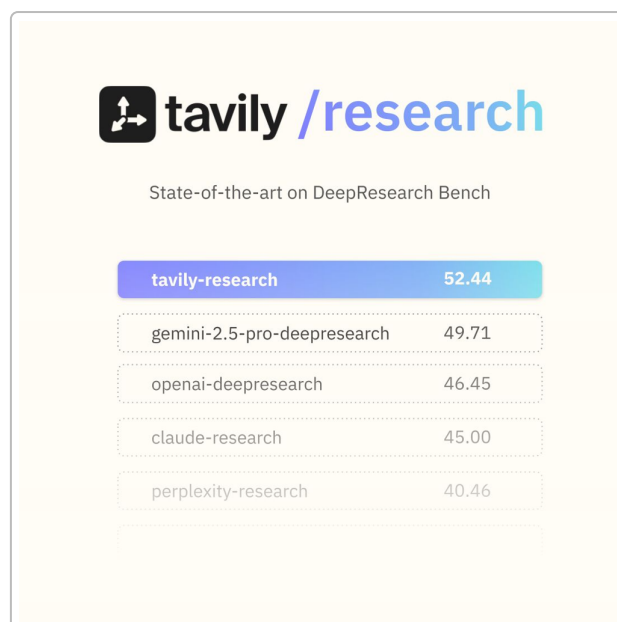 tavily /research
State-of-the-art on DeepResearch Bench
tavily-research 52.44
gemini-2.5-pro-deepresearch 49.71
openai-deepresearch 46.45
claude-research 45.00
perplexity-research 40.46